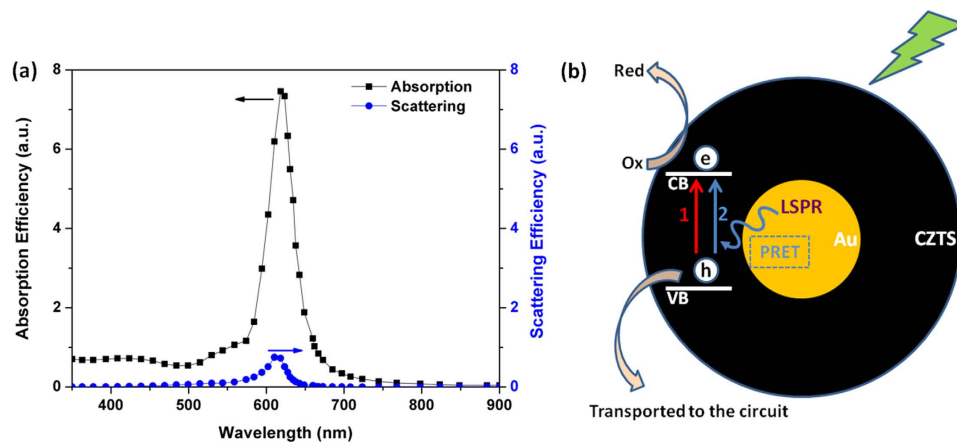 (a)
Absorption
Scattering
Absorption Efficiency (a.u.)
8
6
4
2
0
8
6
4
2
0
Scattering Efficiency (a.u.)
400 500 600 700 800 900
Wavelength (nm)
(b)
Red
Ox
e
CB
1 2
LSPR
Au
CZTS
PRET
h
VB
Transported to the circuit